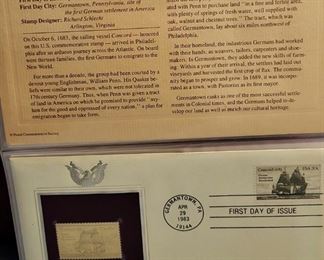 First Day City: Germantown, Pennsylvania, site of
the first German settlement in America
Stamp Designer: Richard Schlecht
Arlington, Virginia
On October 6, 1683, the sailing vessel Concord — honored
on this U.S. commemorative stamp — arrived in Philadel-
phia after an arduous journey across the Atlantic. On board
were thirteen families, the first Germans to emigrate to the
New World.
For more than a decade, the group had been courted by a
young Englishman, William Penn. His Quaker be-
liefs were similar to their own, which were not tolerated in
17th century Germany. Thus, when Penn was given a tract
of land in America on which he promised to provide "asy-
lum for the good and oppressed of every nation," a plan for
emigration began to take form.
© Postal Commemorative Society
ated with Penn to purchase land "in a fine and fertile area,
with plenty of springs of fresh water, well supplied with
oak, walnut and chestnut trees." The tract, which was
called Germantown, lay about six miles northwest of
Philadelphia.
In their homeland, the industrious Germans had worked
with their hands; as weavers, tailors, carpenters and shoe-
makers. In Germantown, they added the new skills of farm-
ing. Within a year of their arrival, the settlers had laid out
vineyards and harvested the first crop of flax. The commu-
nity began to prosper and grow. In 1689, it was incorpo-
rated as a town, with Pastorius as its first mayor.
Germantown ranks as one of the most successful settle-
ments in Colonial times, and the Germans helped to de-
velop our land as well as enrich our cultural heritage.
GERMANTOWN, PA
APR
29
1983
19144
FIRST DAY OF ISSUE
Concord 1683
USA 20c